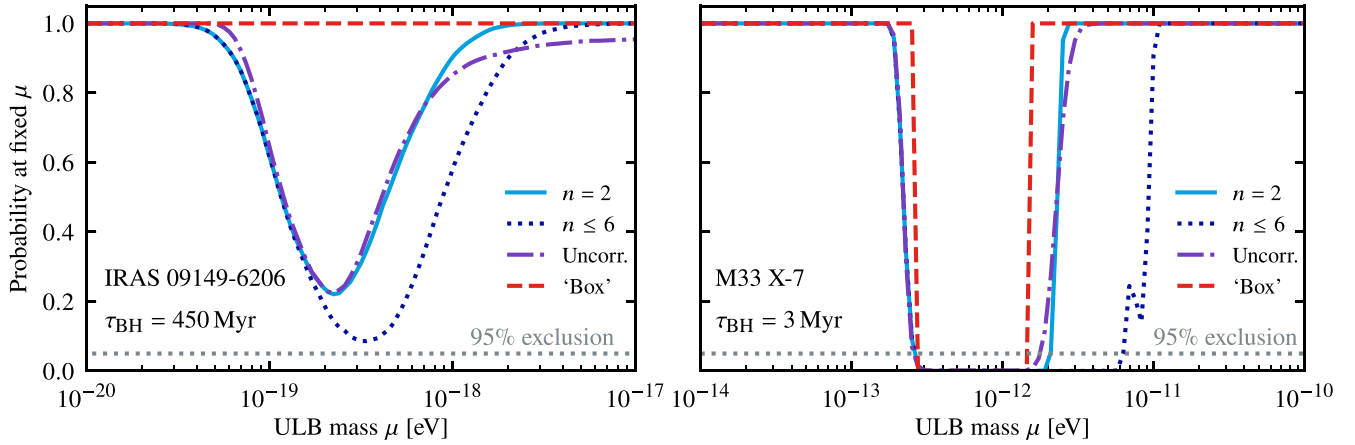 Probability at fixed μ
1.0
0.8
0.6
0.4
0.2
0.0
n = 2
n ≤ 6
Uncorr.
‘Box’
IRAS 09149-6206
τBH = 450 Myr
95% exclusion
10⁻²⁰
10⁻¹⁹
10⁻¹⁸
10⁻¹⁷
ULB mass μ [eV]
n = 2
n ≤ 6
Uncorr.
‘Box’
M33 X-7
τBH = 3 Myr
95% exclusion
10⁻¹⁴
10⁻¹³
10⁻¹²
10⁻¹¹
10⁻¹⁰
ULB mass μ [eV]